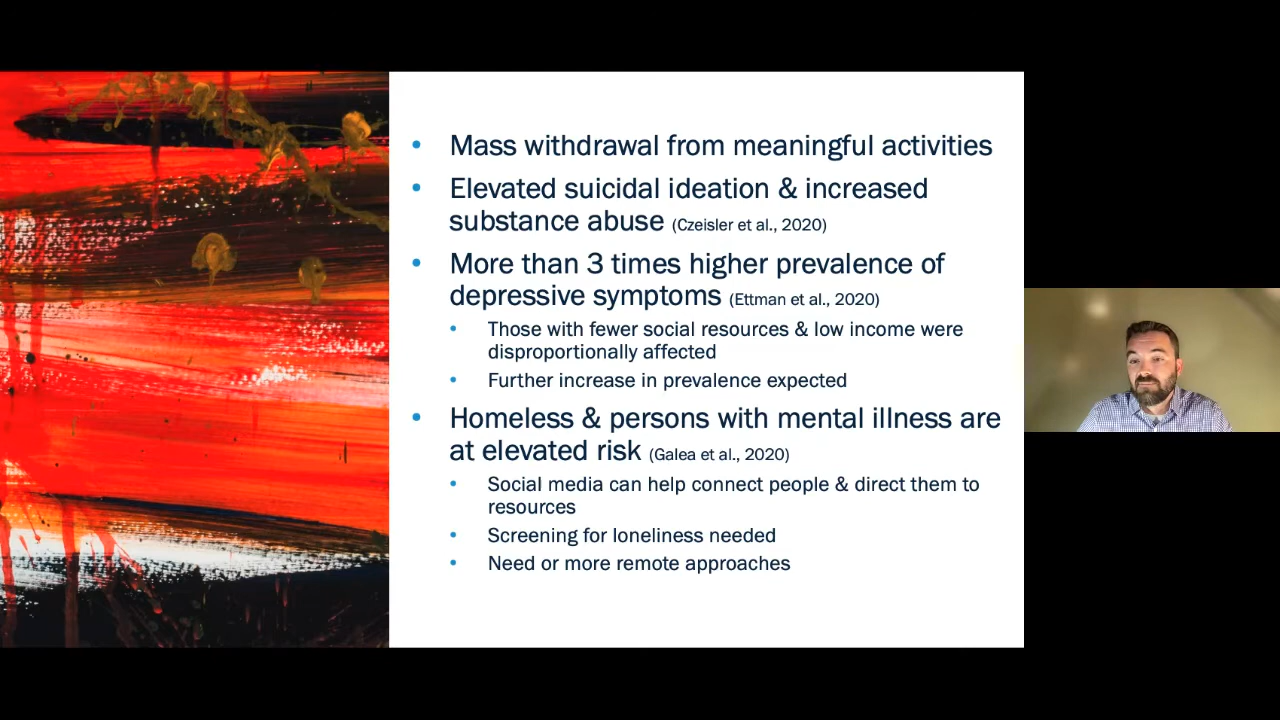 • Mass withdrawal from meaningful activities
• Elevated suicidal ideation & increased
substance abuse (Czeisler et al., 2020)
• More than 3 times higher prevalence of
depressive symptoms (Ettman et al., 2020)
• Those with fewer social resources & low income were
disproportionally affected
• Further increase in prevalence expected
• Homeless & persons with mental illness are
at elevated risk (Galea et al., 2020)
• Social media can help connect people & direct them to
resources
• Screening for loneliness needed
• Need or more remote approaches